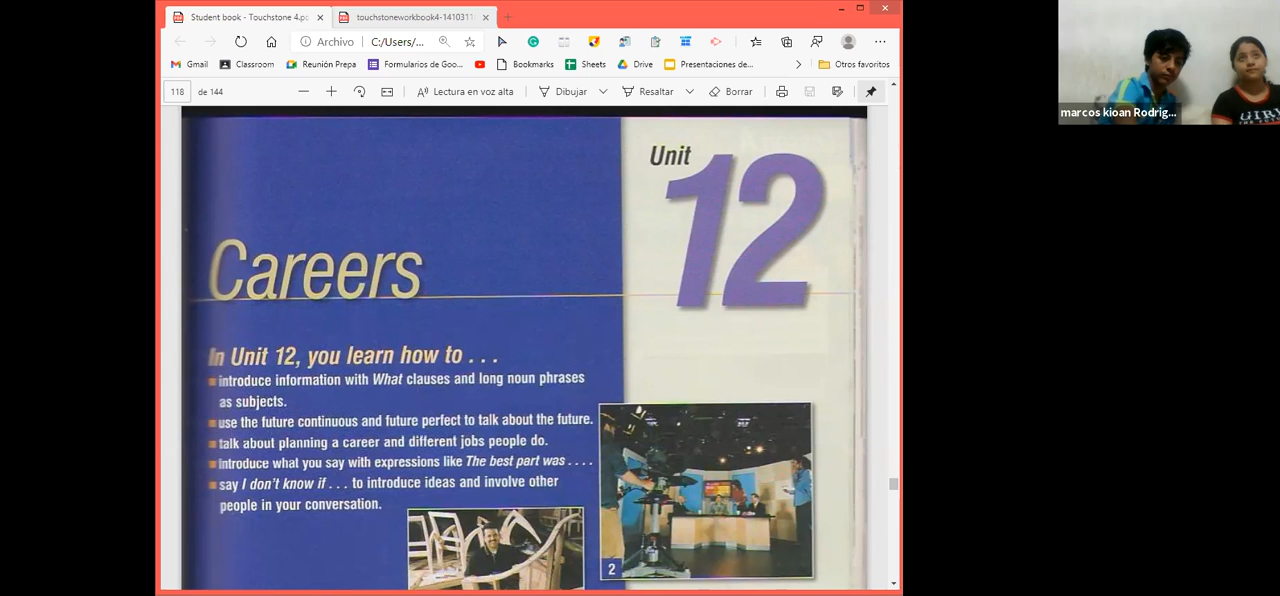 Student book - Touchstone 4.pc
touchstoneworkbook4-1410311
Archivo
C:/Users/...
Gmail
Classroom
Reunión Prepa
Formularios de Goo...
Bookmarks
Sheets
Drive
Presentaciones de...
Otros favoritos
118
de 144
Lectura en voz alta
Dibujar
Resaltar
Borrar
Unit
12
Careers
In Unit 12, you learn how to . . .
introduce information with What clauses and long noun phrases
as subjects.
use the future continuous and future perfect to talk about the future.
talk about planning a career and different jobs people do.
introduce what you say with expressions like The best part was . . . .
say I don't know if . . . to introduce ideas and involve other
people in your conversation.
2
marcos kioan Rodríg...